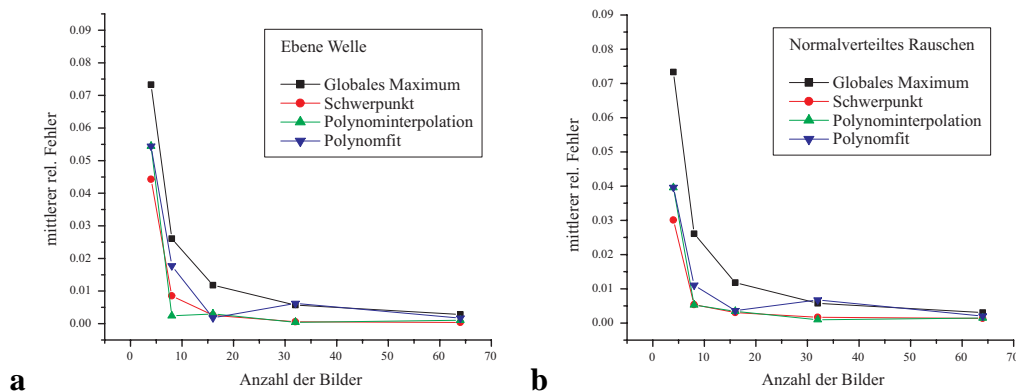 0.09
0.08
0.07
0.06
0.05
0.04
0.03
0.02
0.01
0.00
mittlerer rel. Fehler
Ebene Welle
Globales Maximum
Schwerpunkt
Polynominterpolation
Polynomfit
0 10 20 30 40 50 60 70
Anzahl der Bilder
a
0.09
0.08
0.07
0.06
0.05
0.04
0.03
0.02
0.01
0.00
mittlerer rel. Fehler
Normalverteiltes Rauschen
Globales Maximum
Schwerpunkt
Polynominterpolation
Polynomfit
0 10 20 30 40 50 60 70
Anzahl der Bilder
b